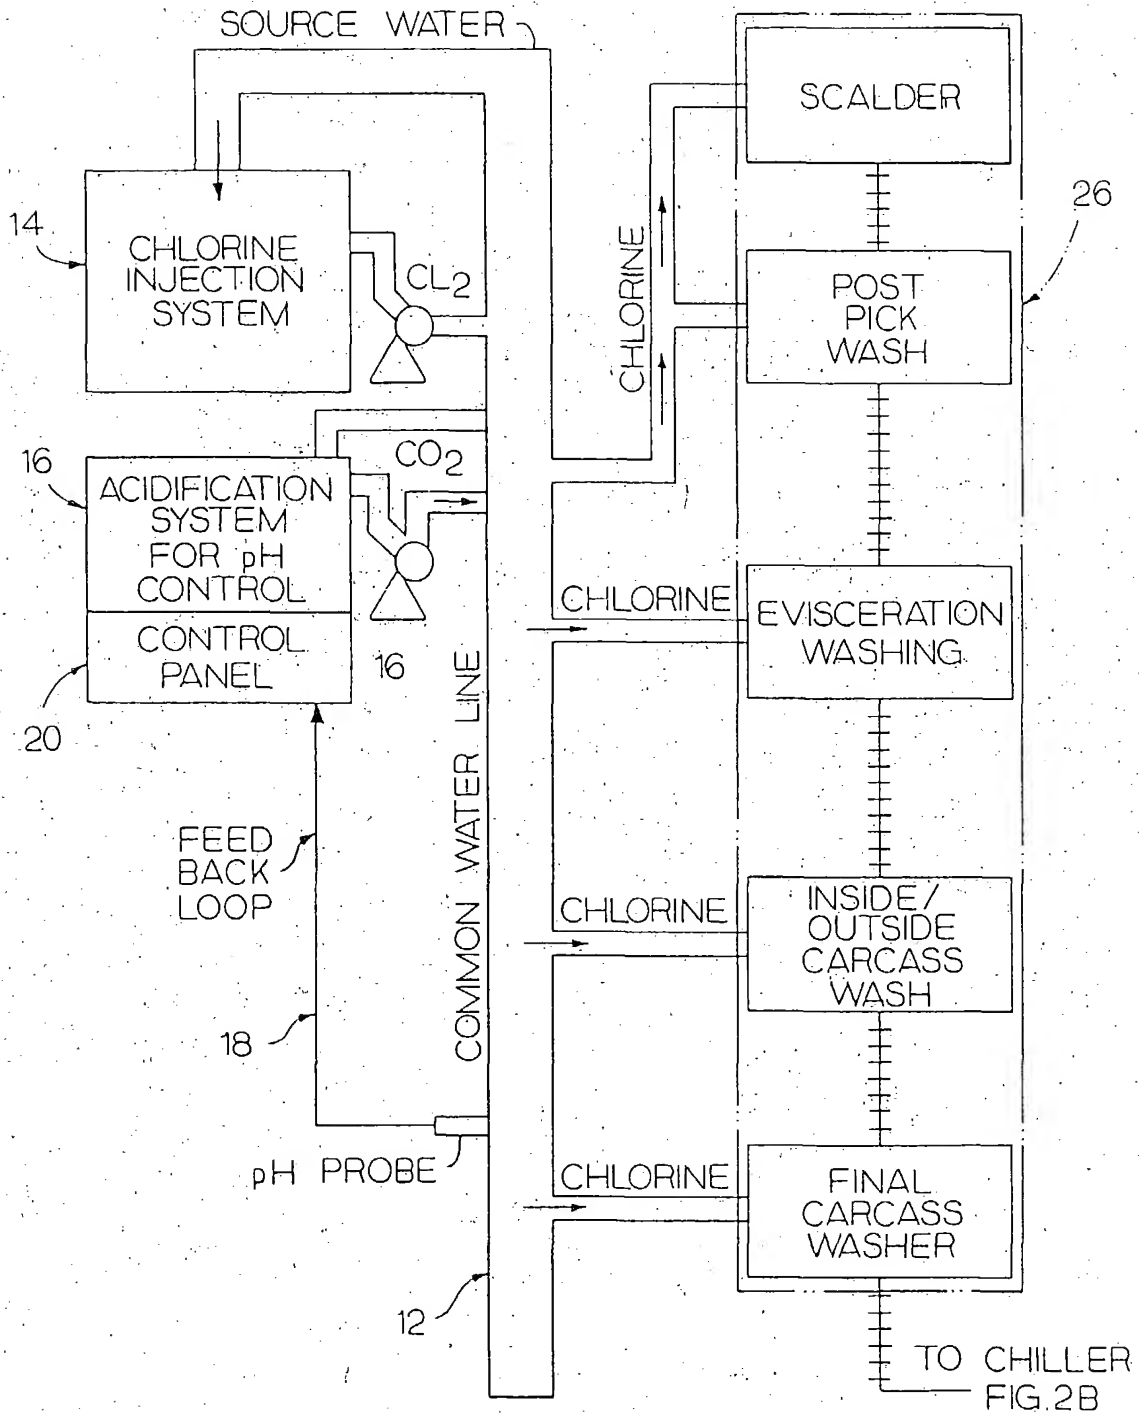 SOURCE WATER
SCALDER
26
14
CHLORINE
INJECTION
SYSTEM
CL2
CHLORINE
POST
PICK
WASH
16
ACIDIFICATION
SYSTEM
FOR pH
CONTROL
CO2
CONTROL
PANEL
16
20
CHLORINE
EVISCERATION
WASHING
COMMON WATER LINE
FEED
BACK
LOOP
18
CHLORINE
INSIDE/
OUTSIDE
CARCASS
WASH
pH PROBE
CHLORINE
FINAL
CARCASS
WASHER
12
TO CHILLER
FIG.2B